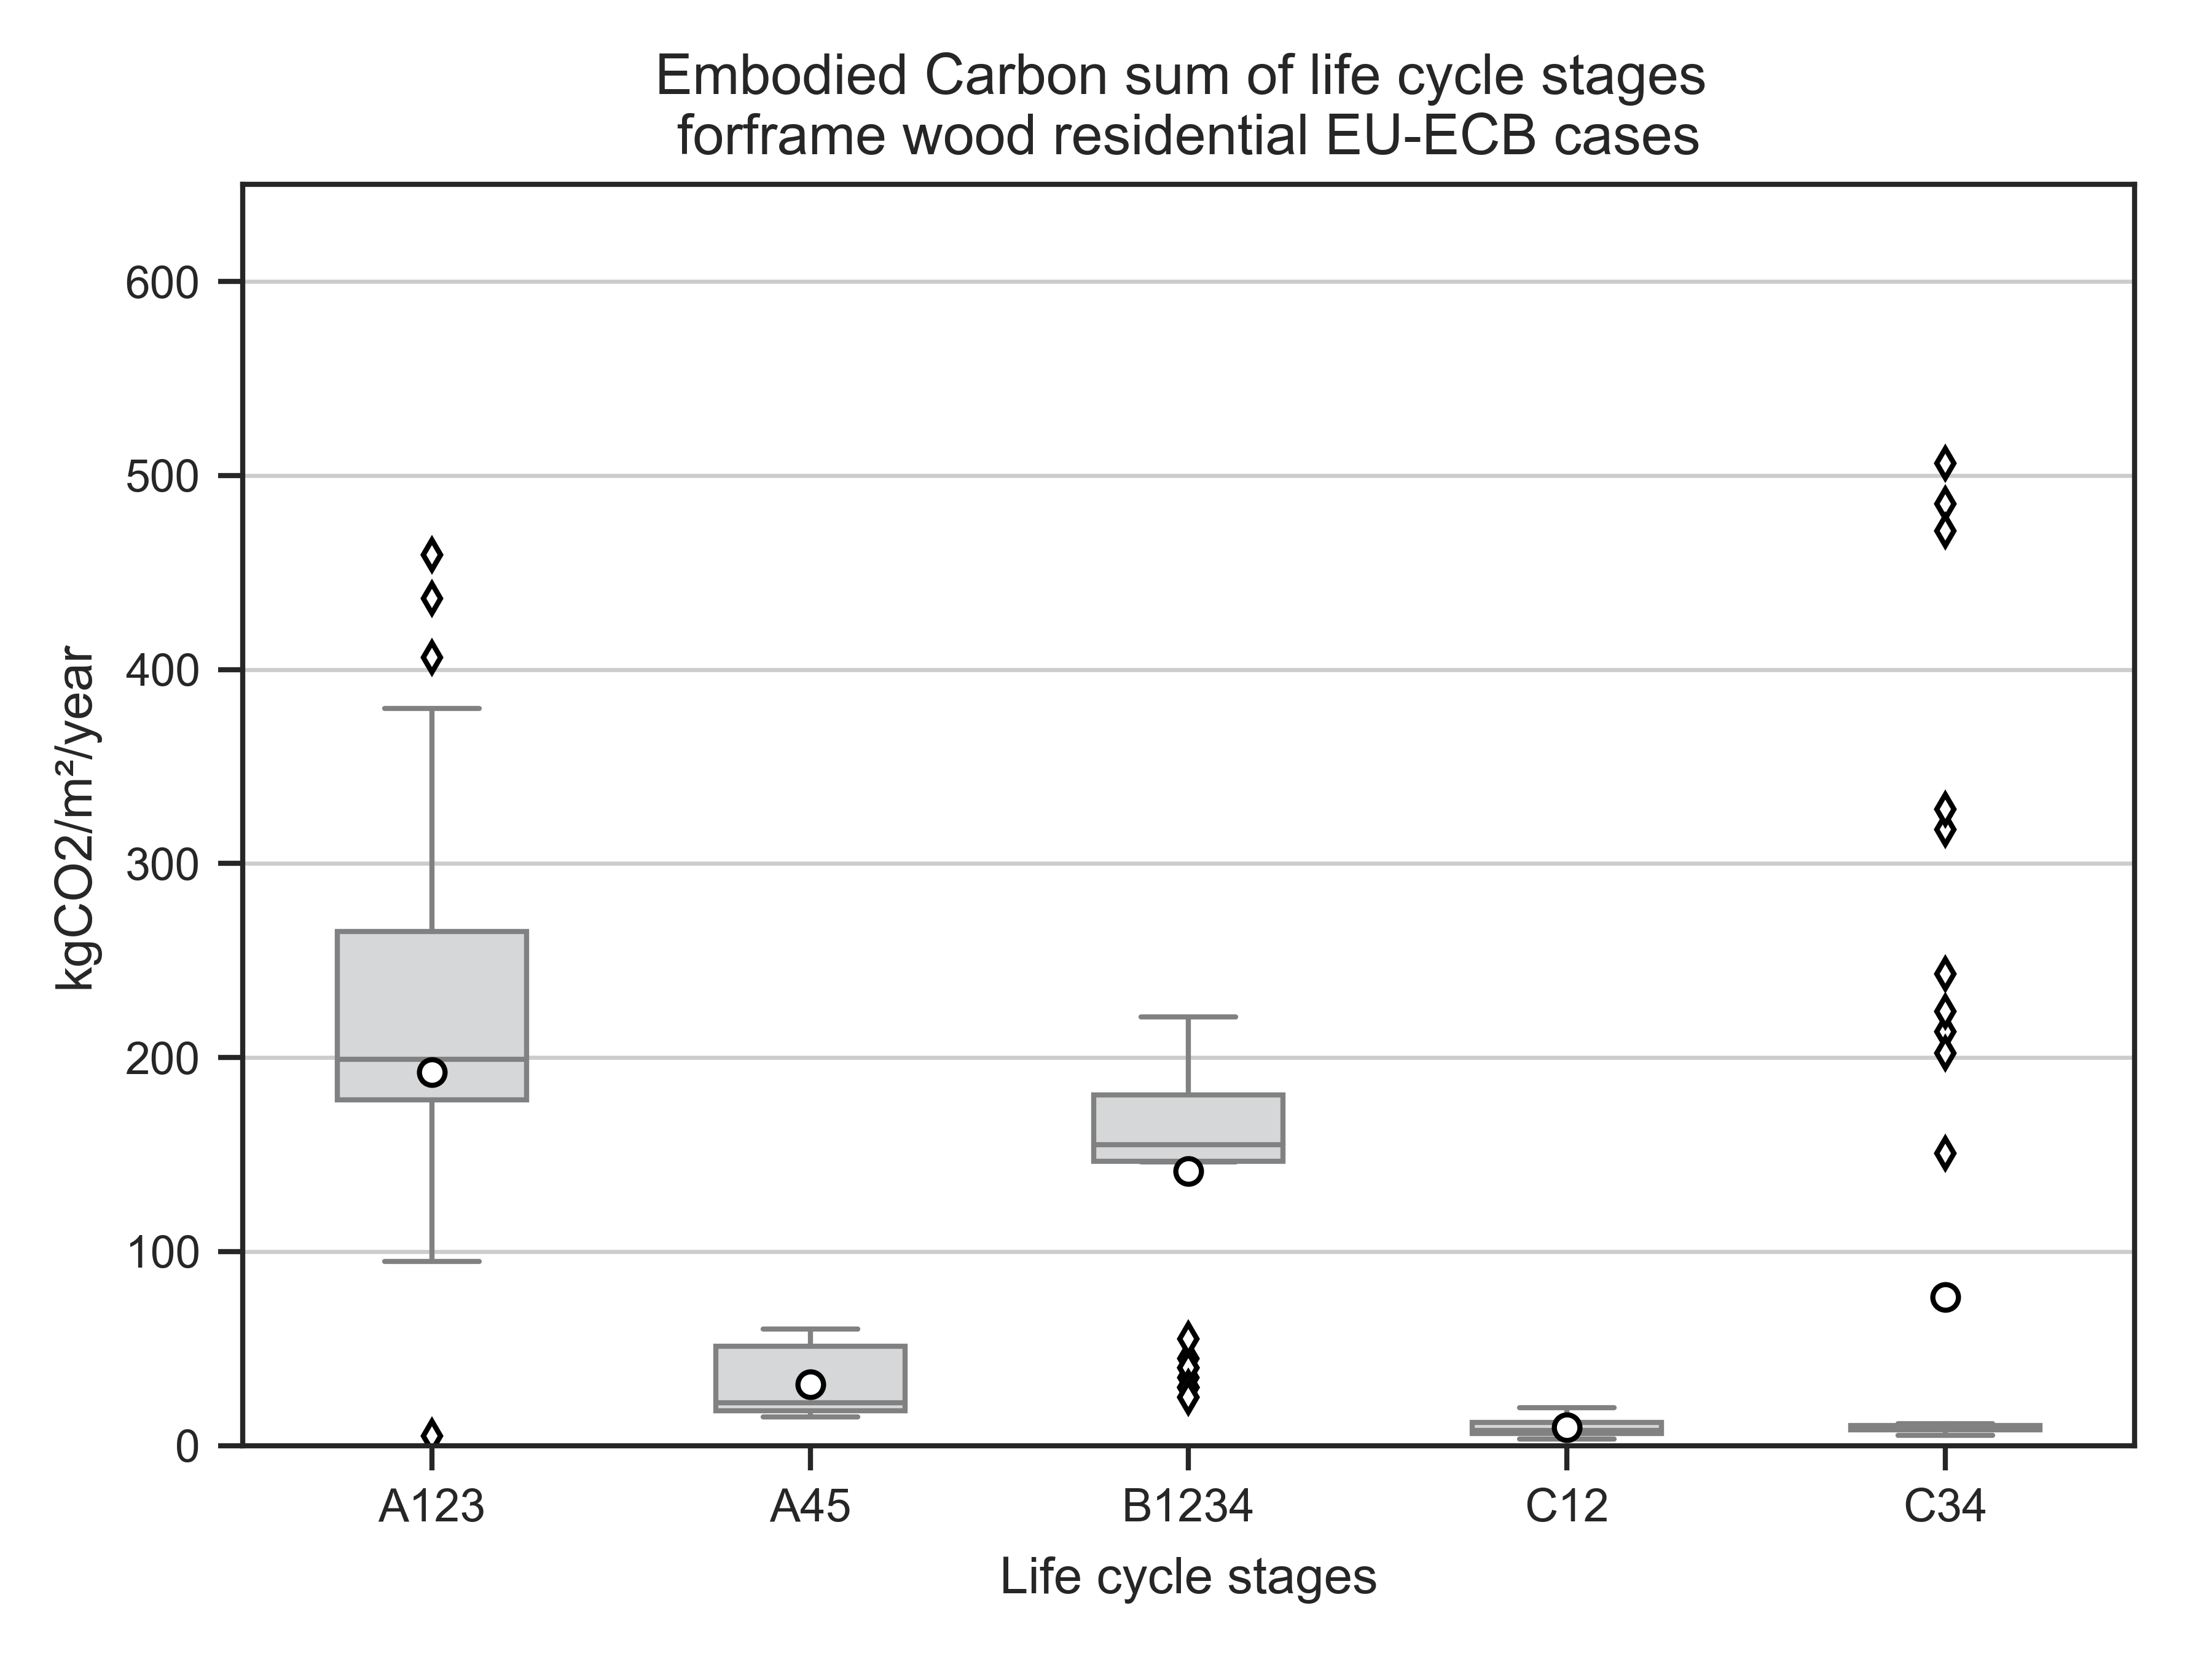 Embodied Carbon sum of life cycle stages
forframe wood residential EU-ECB cases
kgCO2/m²/year
600
500
400
300
200
100
0
A123 A45 B1234 C12 C34
Life cycle stages